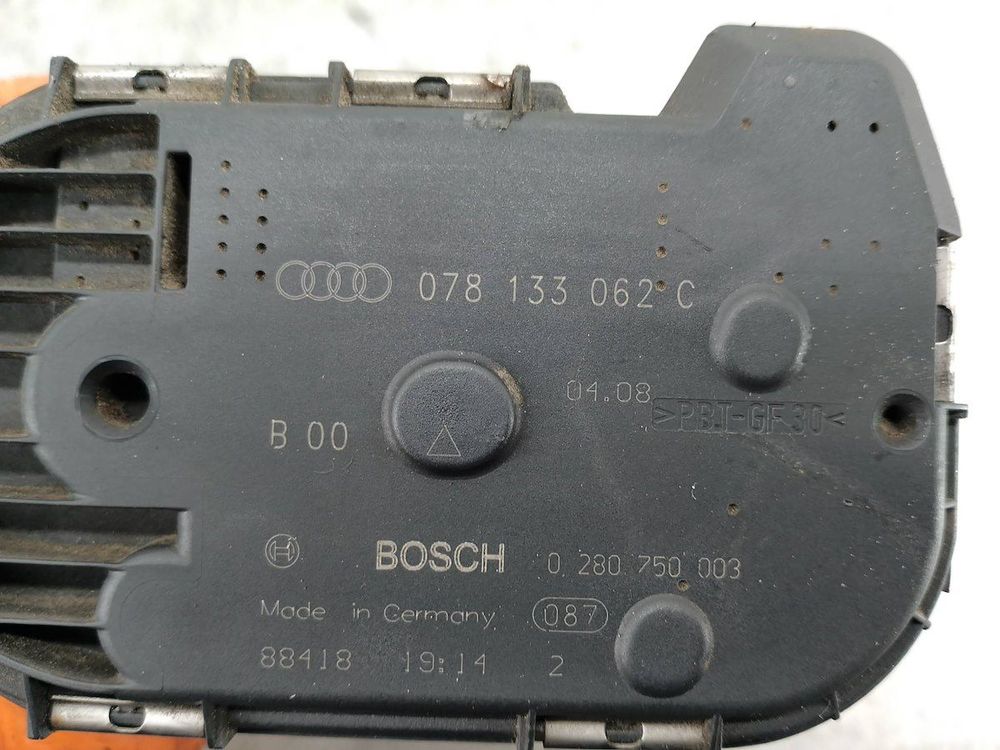 078 133 062 C
04.08
>PBT-GF30<
B 00
BOSCH 0 280 750 003
Made in Germany 087
88418 19:14 2